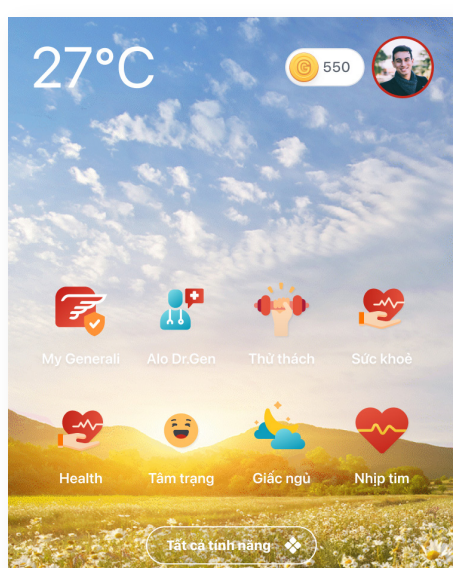 27°C
550
My Generali
Alo Dr.Gen
Thử thách
Sức khoẻ
Health
Tâm trạng
Giấc ngủ
Nhịp tim
Tất cả tính năng